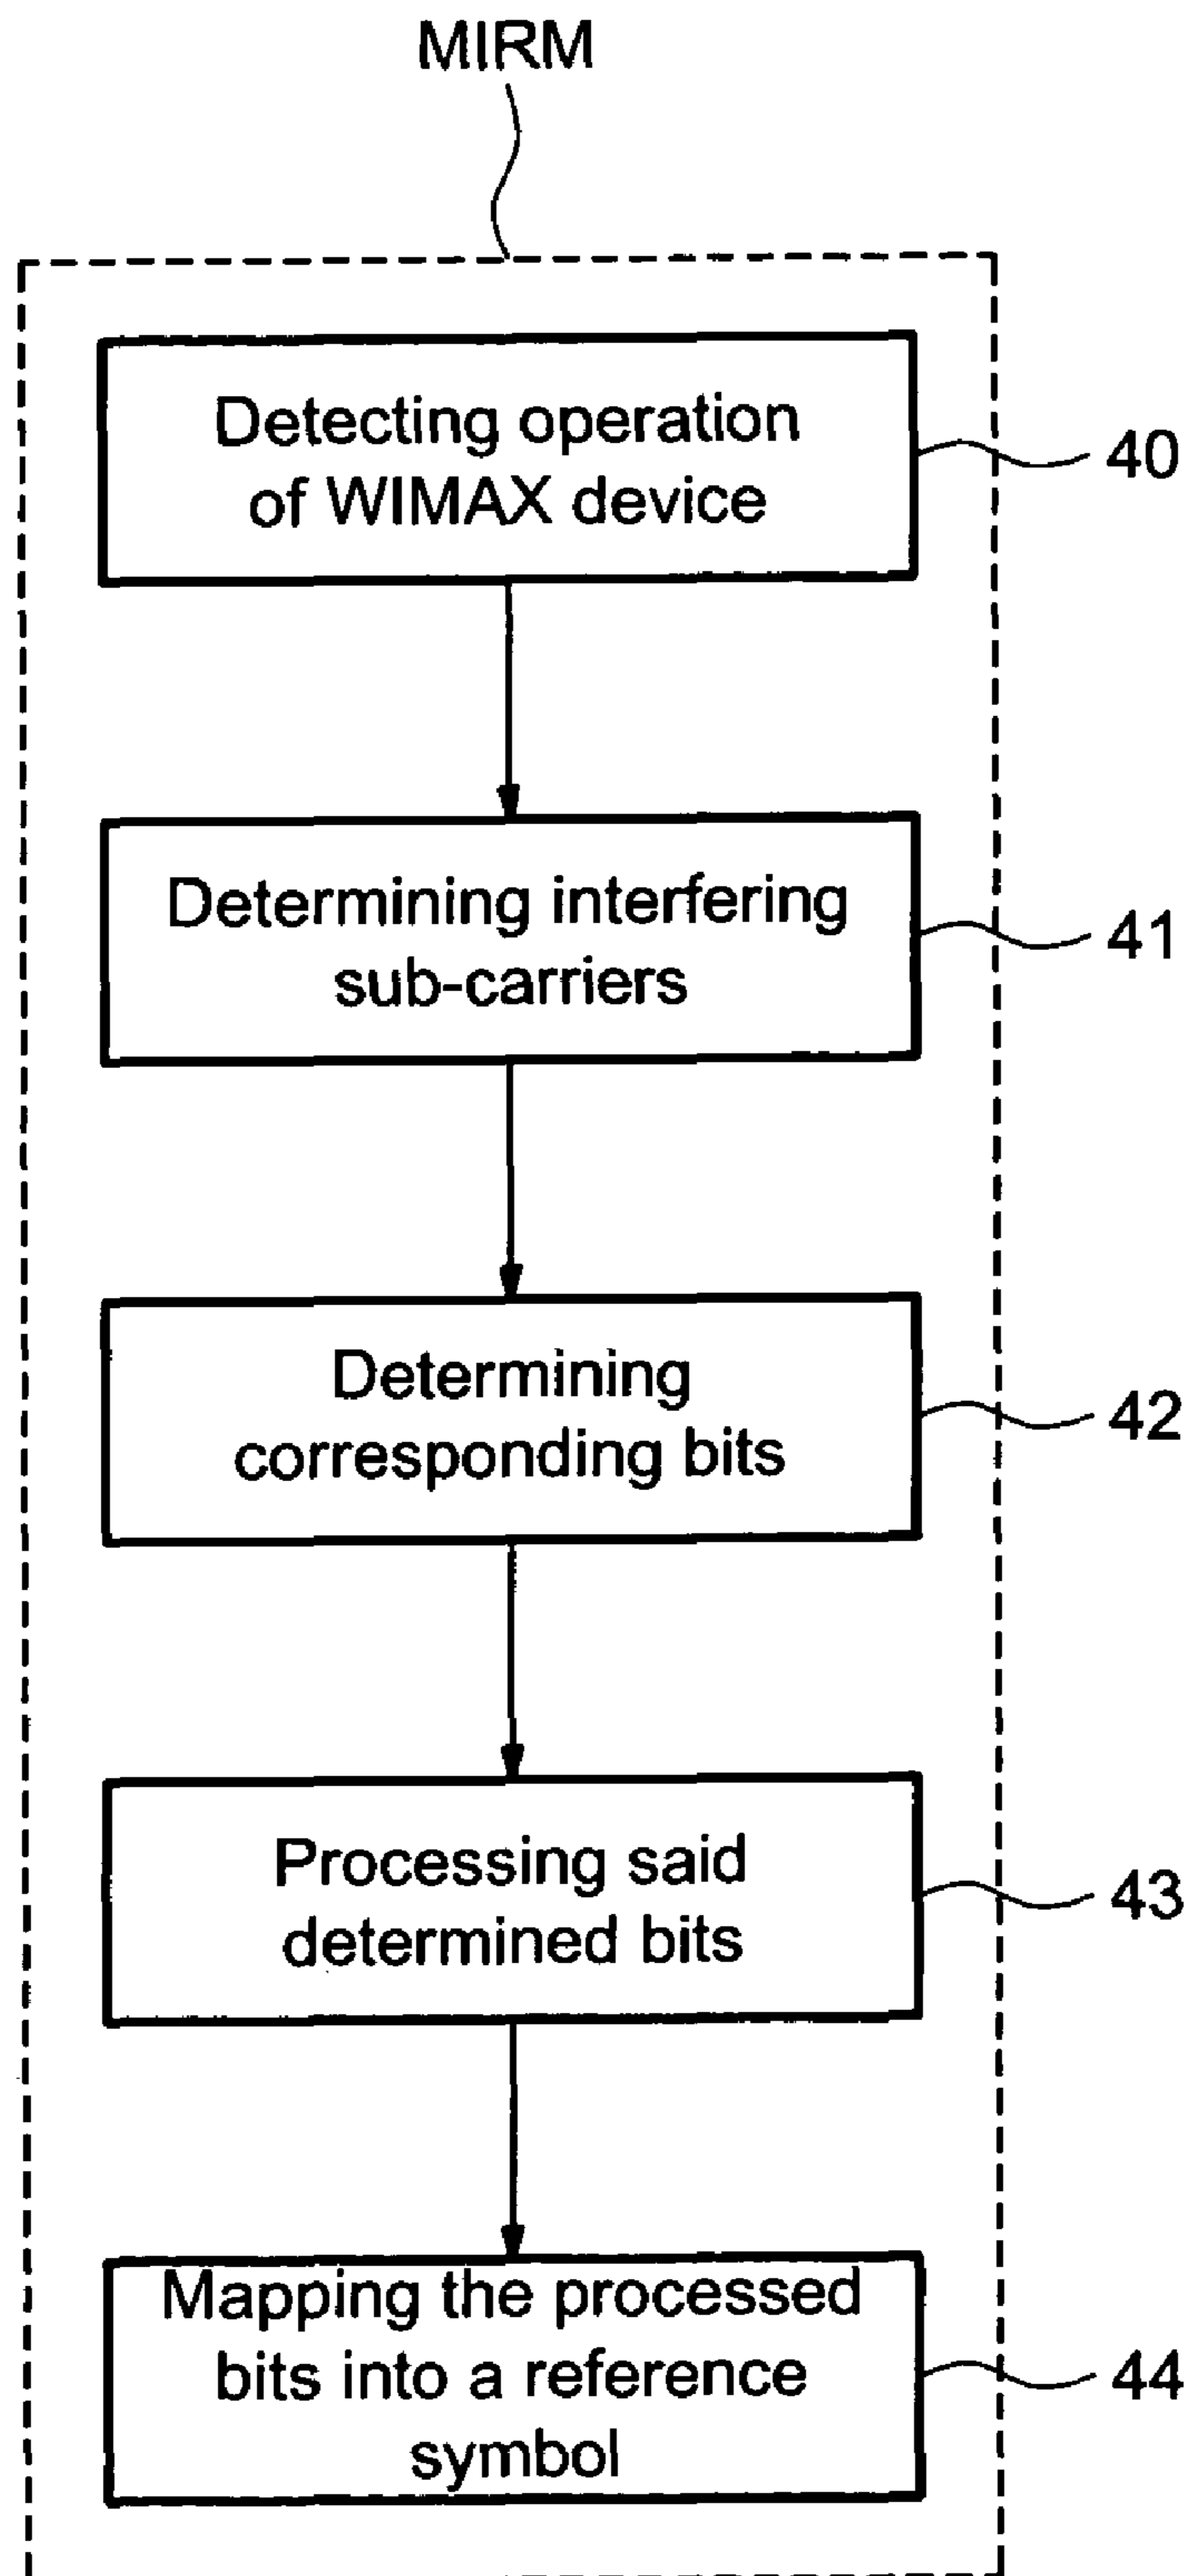 MIRM
Detecting operation
of WIMAX device
40
Determining interfering
sub-carriers
41
Determining
corresponding bits
42
Processing said
determined bits
43
Mapping the processed
bits into a reference
symbol
44